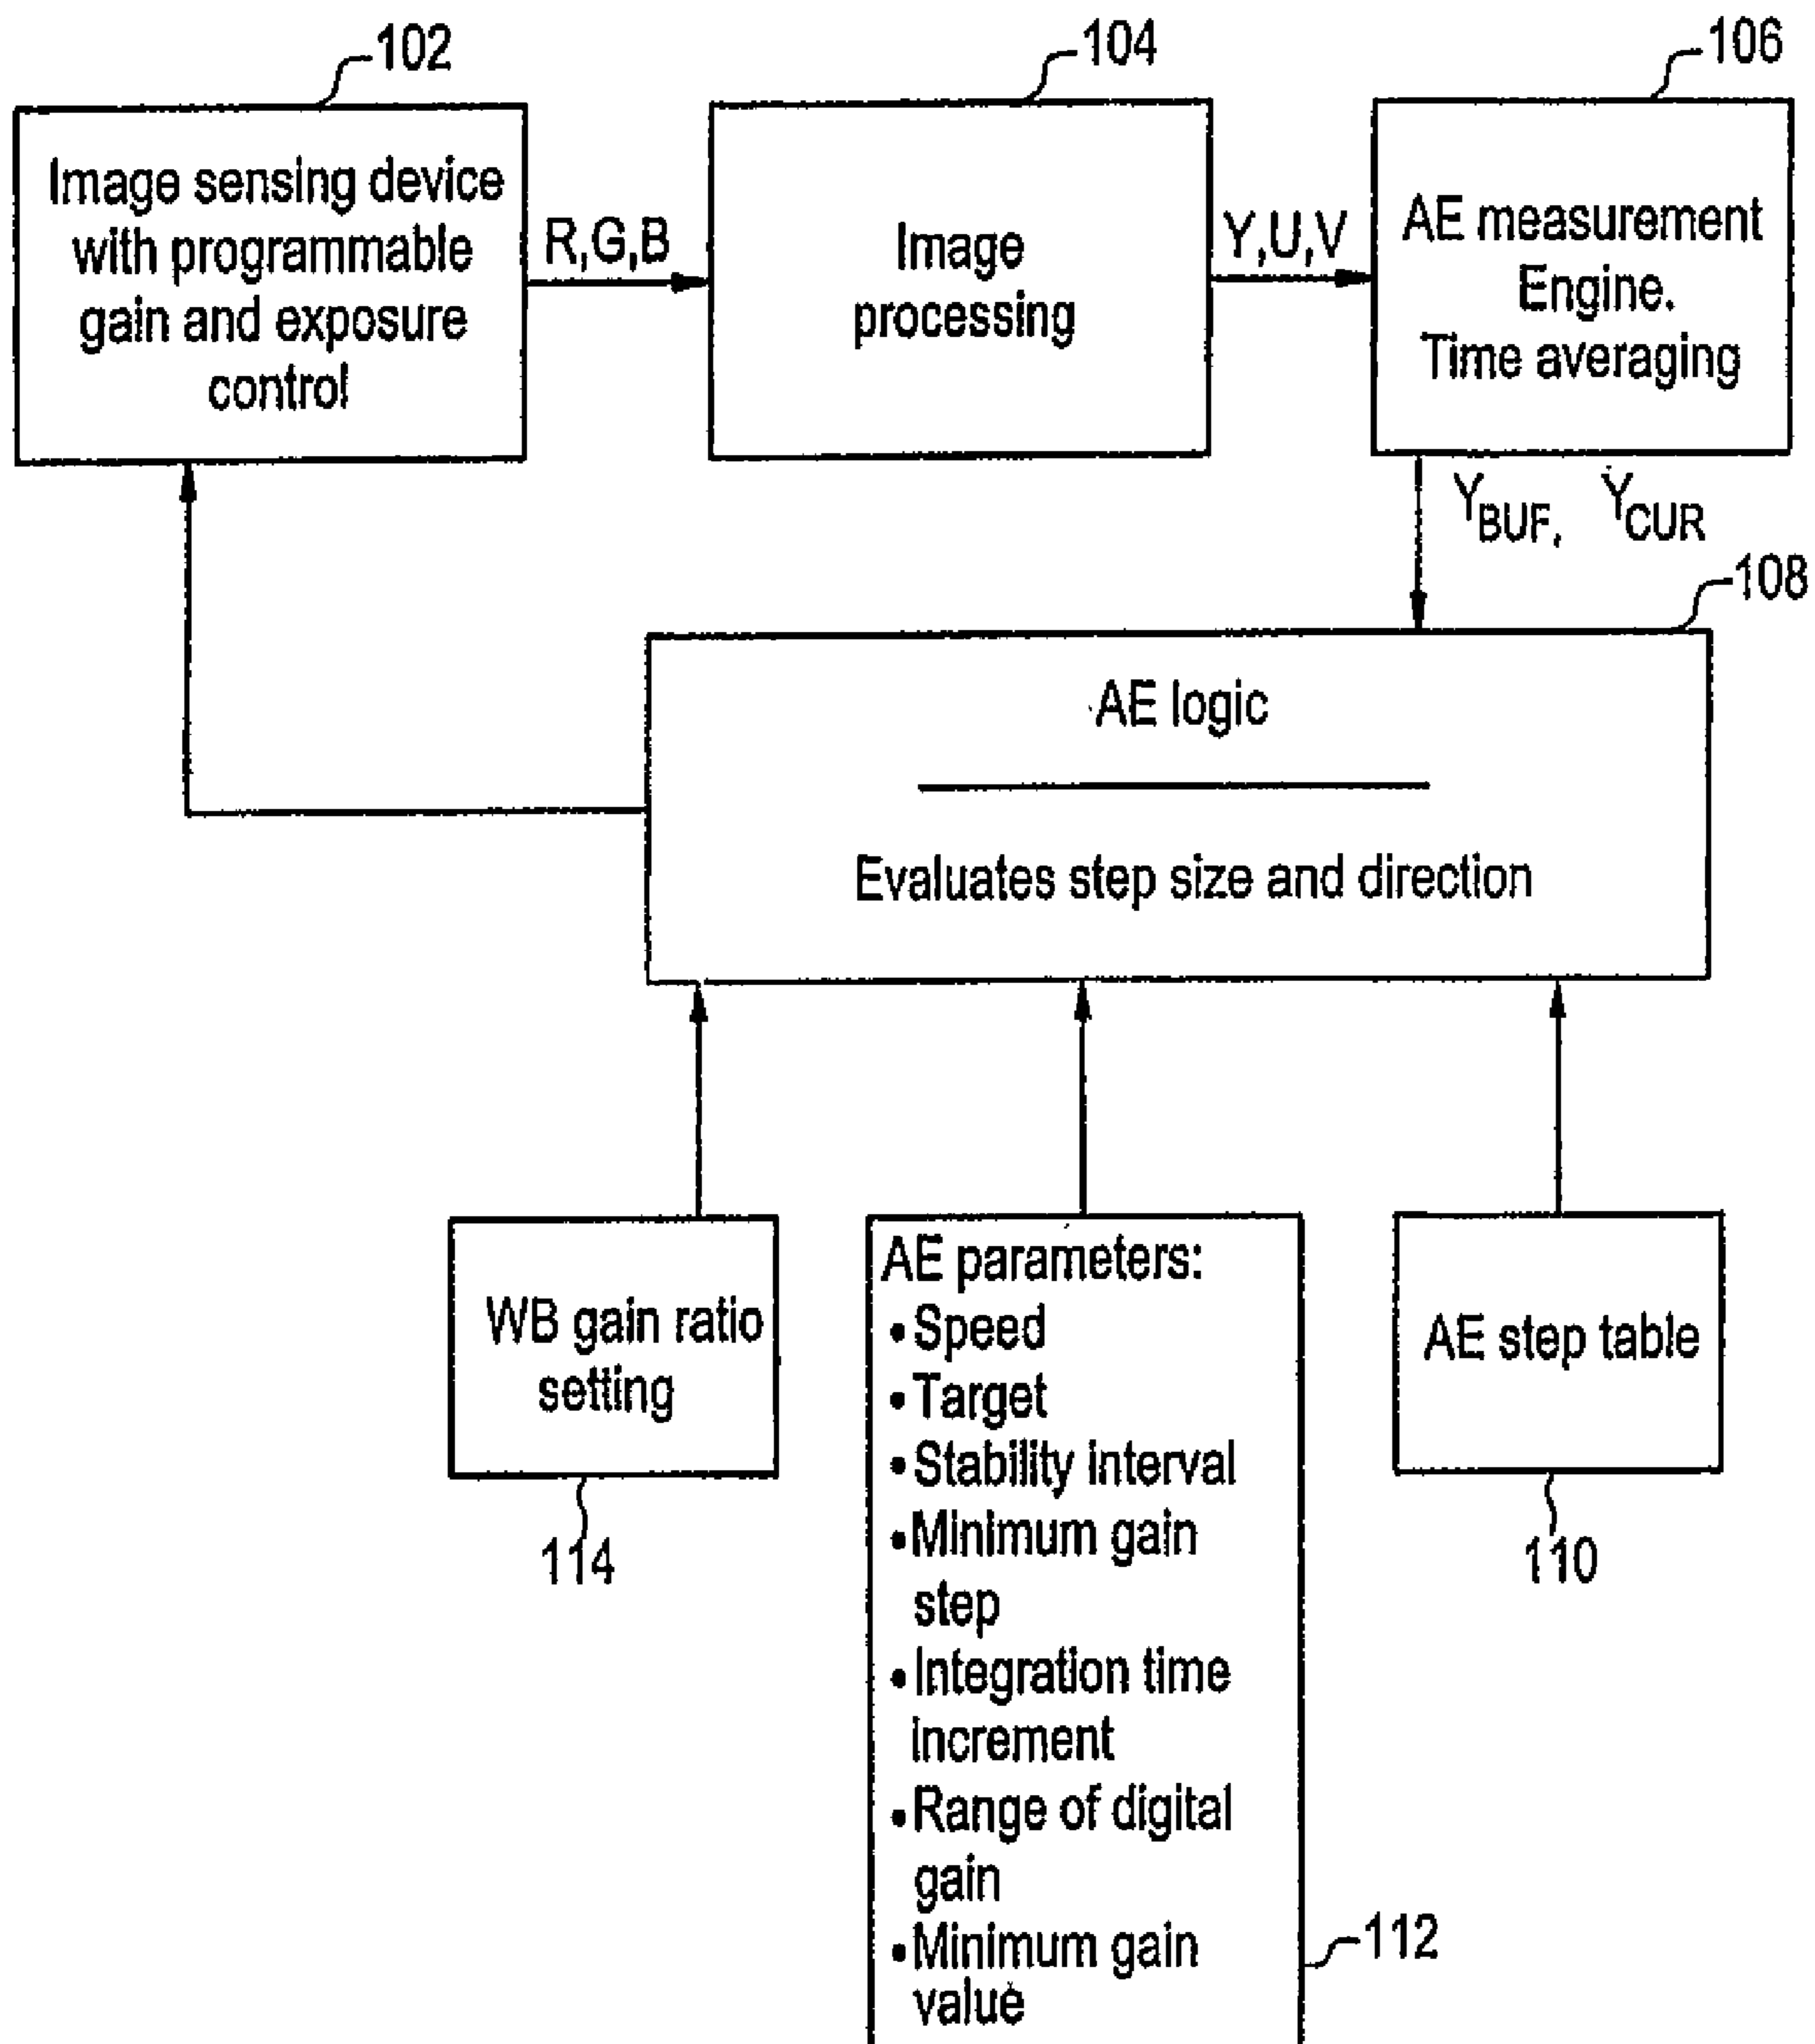 102
104
106
Image sensing device
with programmable
gain and exposure
control
R,G,B
Image
processing
Y,U,V
AE measurement
Engine.
Time averaging
YBUF, YCUR
108
AE logic
Evaluates step size and direction
WB gain ratio
setting
114
AE parameters:
•Speed
•Target
•Stability interval
•Minimum gain
step
•Integration time
increment
•Range of digital
gain
•Minimum gain
value
112
AE step table
110